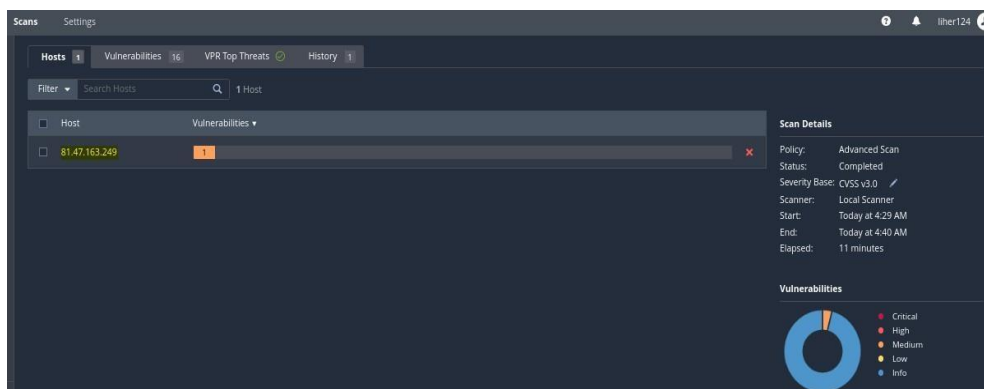 Scans Settings liher124
Hosts 1 Vulnerabilities 16 VPR Top Threats History 1
Filter Search Hosts 1 Host
Host Vulnerabilities
81.47.163.249 1
Scan Details
Policy: Advanced Scan
Status: Completed
Severity Base: CVSS v3.0
Scanner: Local Scanner
Start: Today at 4:29 AM
End: Today at 4:40 AM
Elapsed: 11 minutes
Vulnerabilities
Critical
High
Medium
Low
Info